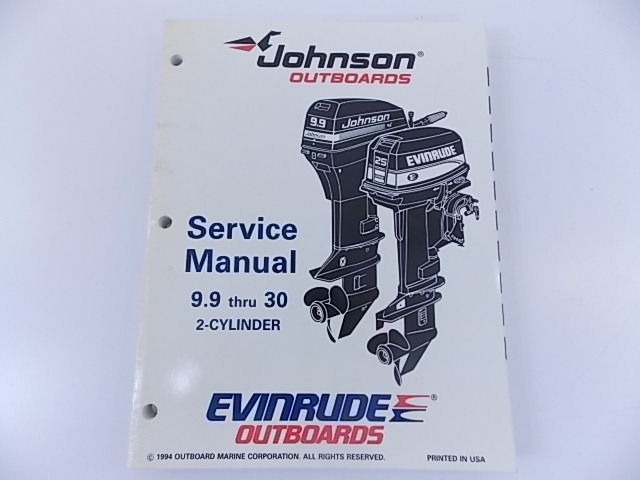 Johnson®
OUTBOARDS
9.9
Johnson
Johnson
25
EVINRUDE
E
Service
Manual
9.9 thru 30
2-CYLINDER
EVINRUDE®
OUTBOARDS
© 1994 OUTBOARD MARINE CORPORATION. ALL RIGHTS RESERVED.
PRINTED IN USA